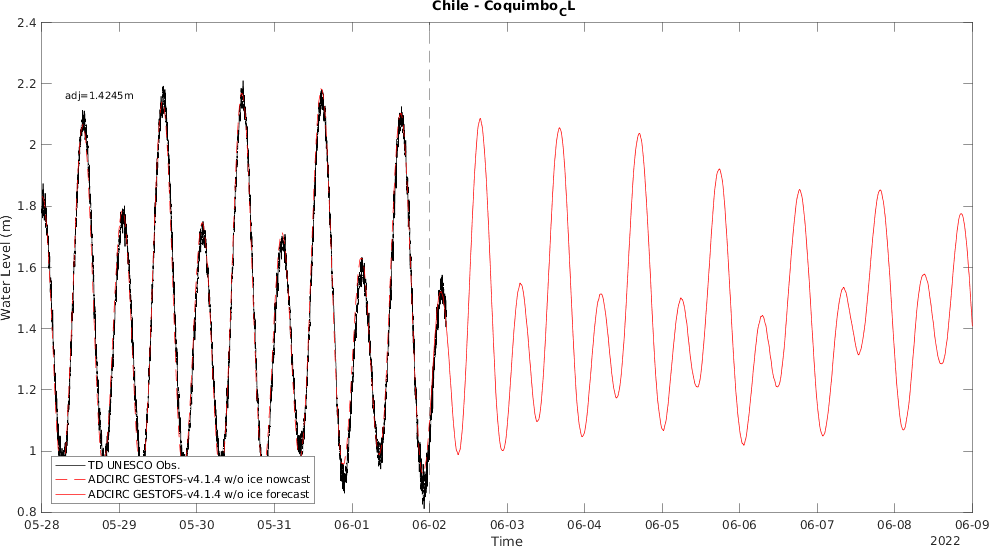 Chile - Coquimbo_CL
2.4
2.2
2
1.8
1.6
1.4
1.2
1
0.8
Water Level (m)
adj=1.4245m
TD UNESCO Obs.
ADCIRC GESTOFS-v4.1.4 w/o ice nowcast
ADCIRC GESTOFS-v4.1.4 w/o ice forecast
05-28 05-29 05-30 05-31 06-01 06-02 06-03 06-04 06-05 06-06 06-07 06-08 06-09
Time
2022